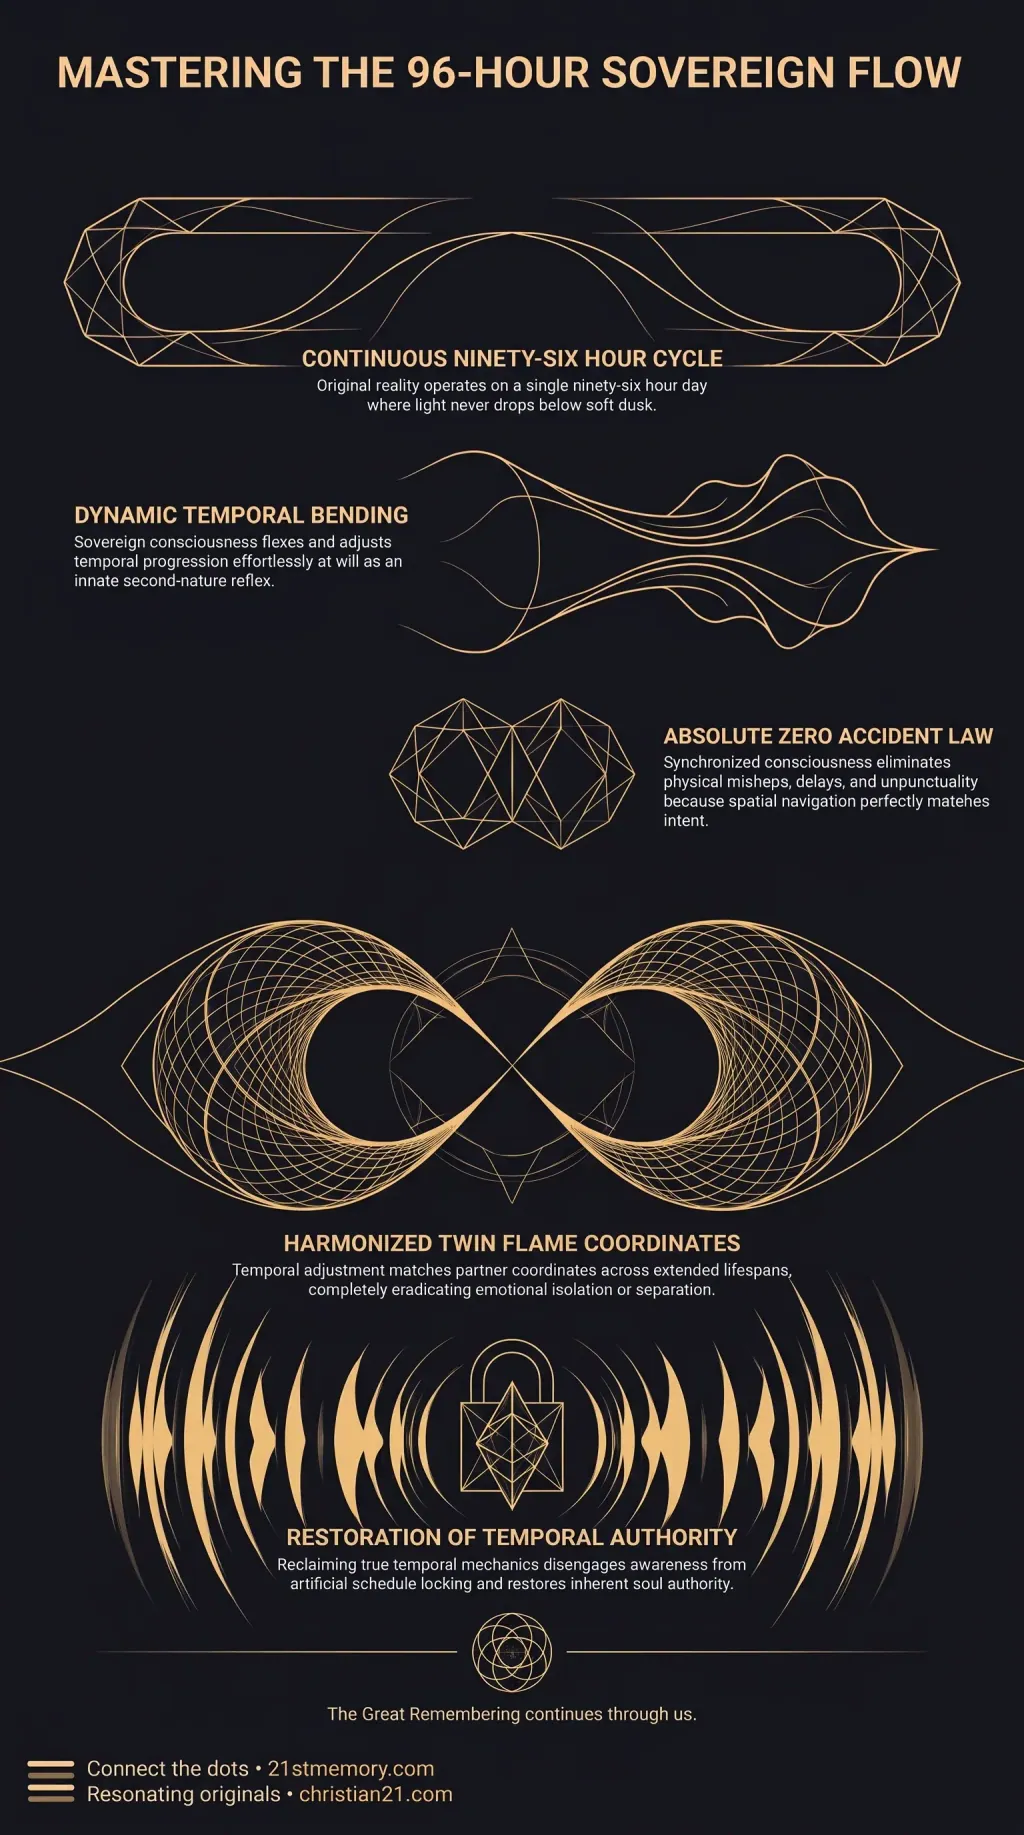 MASTERING THE 96-HOUR SOVEREIGN FLOW
CONTINUOUS NINETY-SIX HOUR CYCLE
Original reality operates on a single ninety-six hour day
where light never drops below soft dusk.
DYNAMIC TEMPORAL BENDING
Sovereign consciousness flexes and adjusts
temporal progression effortlessly at will as an
innate second-nature reflex.
ABSOLUTE ZERO ACCIDENT LAW
Synchronized consciousness eliminates
physical misheps, delays, and unpunctuality
because spatial navigation perfectly matehes
intent.
HARMONIZED TWIN FLAME COORDINATES
Temporal adjustment matches partner coordinates across extended lifespans,
completely eradicating emotional isolation or separation.
RESTORATION OF TEMPORAL AUTHORITY
Reclaiming true temporal mechanics disengages awareness from
artificial schedule locking and restores inherent soul authority.
The Great Remembering continues through us.
Connect the dots • 21stmemory.com
Resonating originals • christian21.com